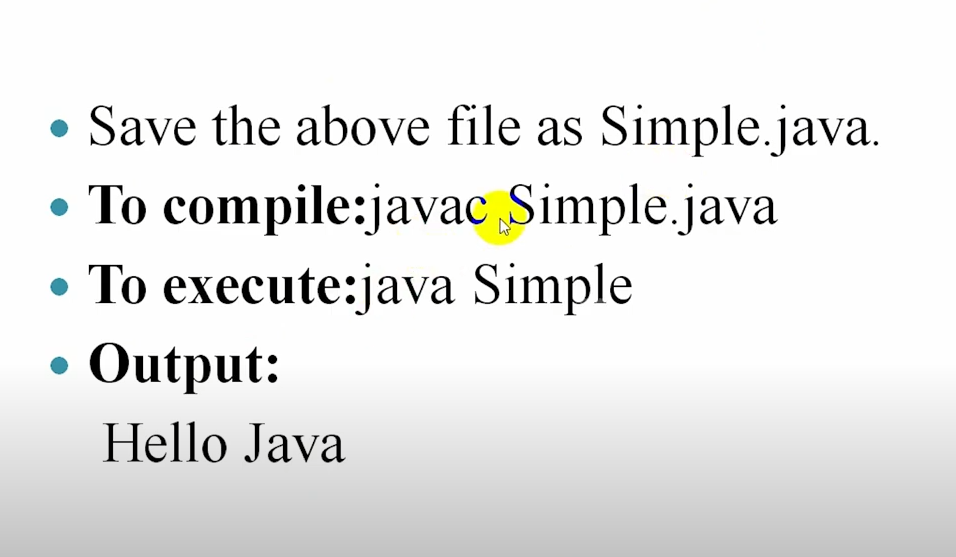 • Save the above file as Simple.java.
• To compile:javac Simple.java
• To execute:java Simple
• Output:
Hello Java